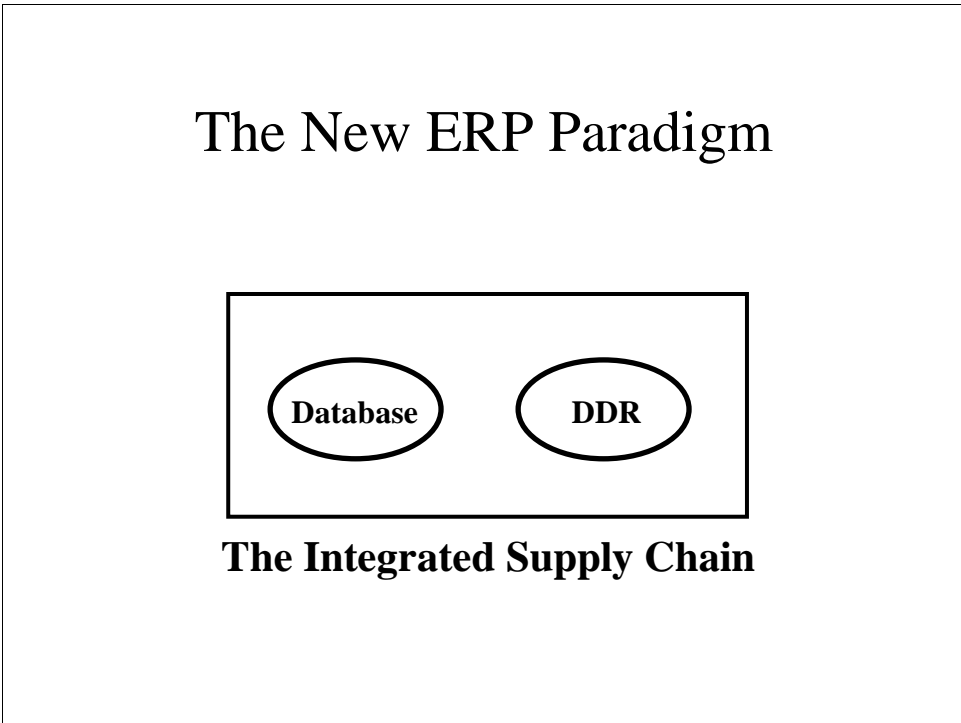 The New ERP Paradigm
Database DDR
The Integrated Supply Chain